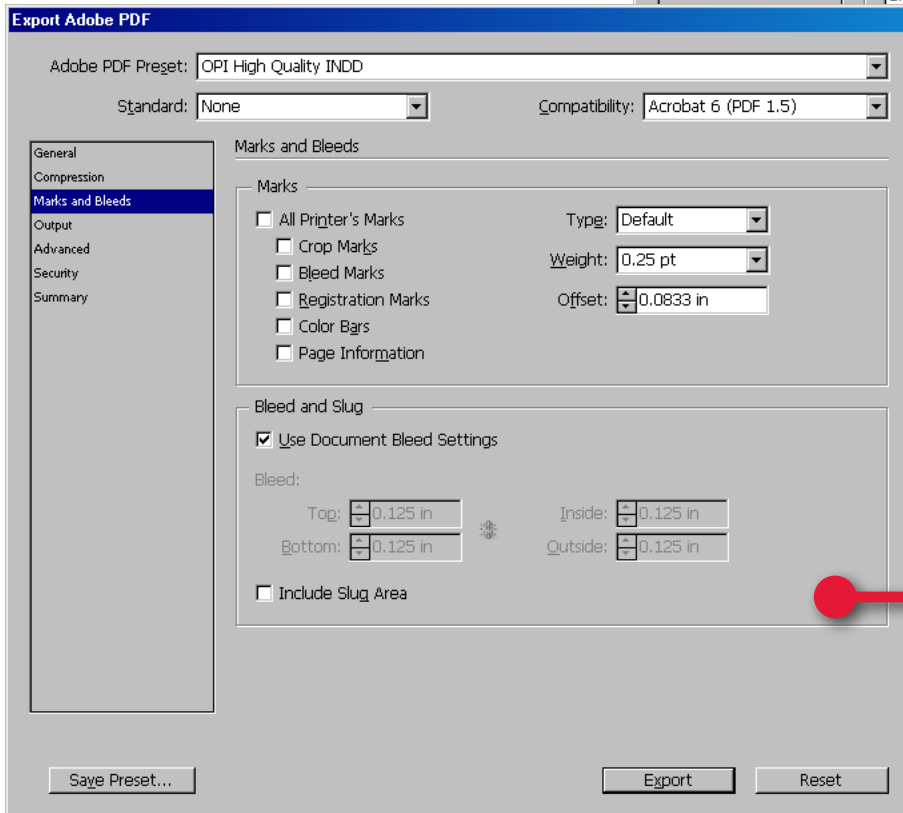 Export Adobe PDF
Adobe PDF Preset: OPI High Quality INDD
Standard: None Compatibility: Acrobat 6 (PDF 1.5)
General
Compression
Marks and Bleeds
Output
Advanced
Security
Summary
Marks and Bleeds
Marks
All Printer's Marks
Crop Marks
Bleed Marks
Registration Marks
Color Bars
Page Information
Type: Default
Weight: 0.25 pt
Offset: 0.0833 in
Bleed and Slug
Use Document Bleed Settings
Bleed:
Top: 0.125 in Inside: 0.125 in
Bottom: 0.125 in Outside: 0.125 in
Include Slug Area
Save Preset... Export Reset